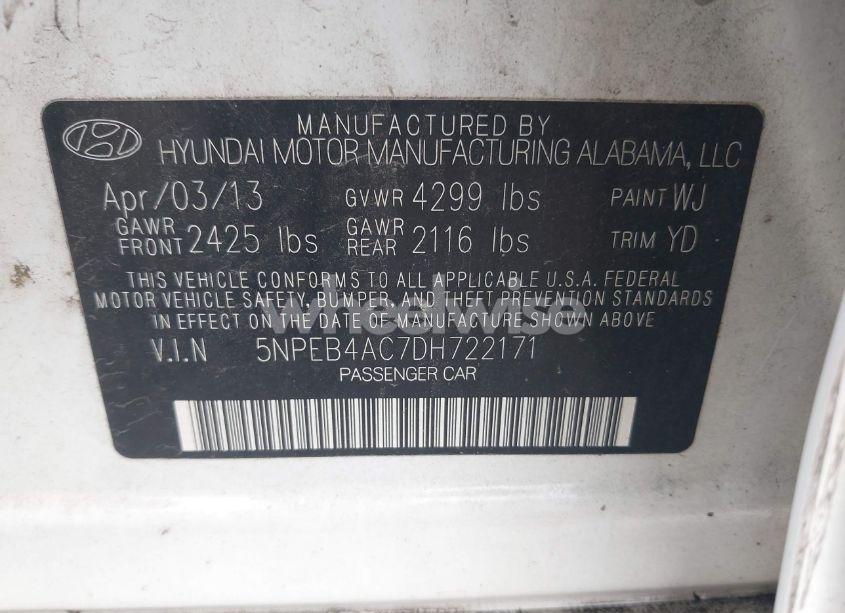 MANUFACTURED BY
HYUNDAI MOTOR MANUFACTURING ALABAMA, LLC
Apr/03/13 GVWR 4299 lbs PAINT WJ
GAWR FRONT 2425 lbs GAWR REAR 2116 lbs TRIM YD
THIS VEHICLE CONFORMS TO ALL APPLICABLE U.S.A. FEDERAL
MOTOR VEHICLE SAFETY, BUMPER, AND THEFT PREVENTION STANDARDS
IN EFFECT ON THE DATE OF MANUFACTURE SHOWN ABOVE
wheelwise
V.I.N 5NPEB4AC7DH722171
PASSENGER CAR